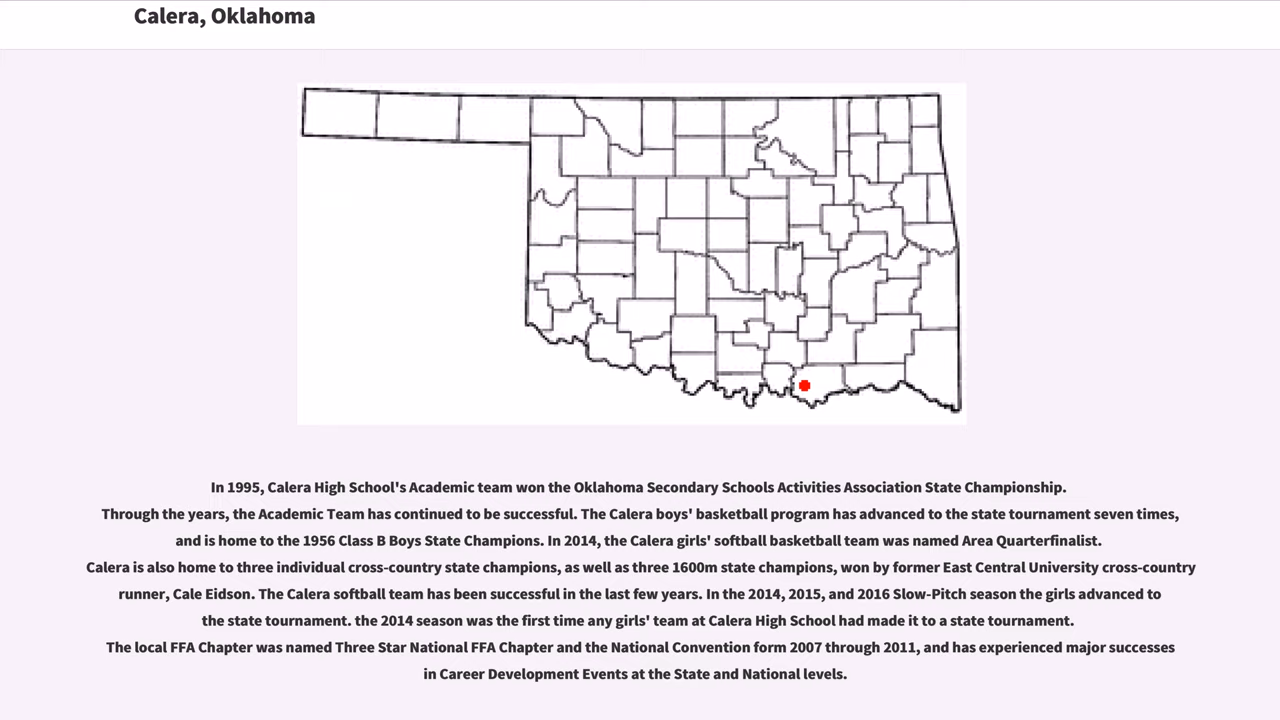 Calera, Oklahoma
In 1995, Calera High School's Academic team won the Oklahoma Secondary Schools Activities Association State Championship.
Through the years, the Academic Team has continued to be successful. The Calera boys' basketball program has advanced to the state tournament seven times,
and is home to the 1956 Class B Boys State Champions. In 2014, the Calera girls' softball basketball team was named Area Quarterfinalist.
Calera is also home to three individual cross-country state champions, as well as three 1600m state champions, won by former East Central University cross-country
runner, Cale Eidson. The Calera softball team has been successful in the last few years. In the 2014, 2015, and 2016 Slow-Pitch season the girls advanced to
the state tournament. the 2014 season was the first time any girls' team at Calera High School had made it to a state tournament.
The local FFA Chapter was named Three Star National FFA Chapter and the National Convention form 2007 through 2011, and has experienced major successes
in Career Development Events at the State and National levels.